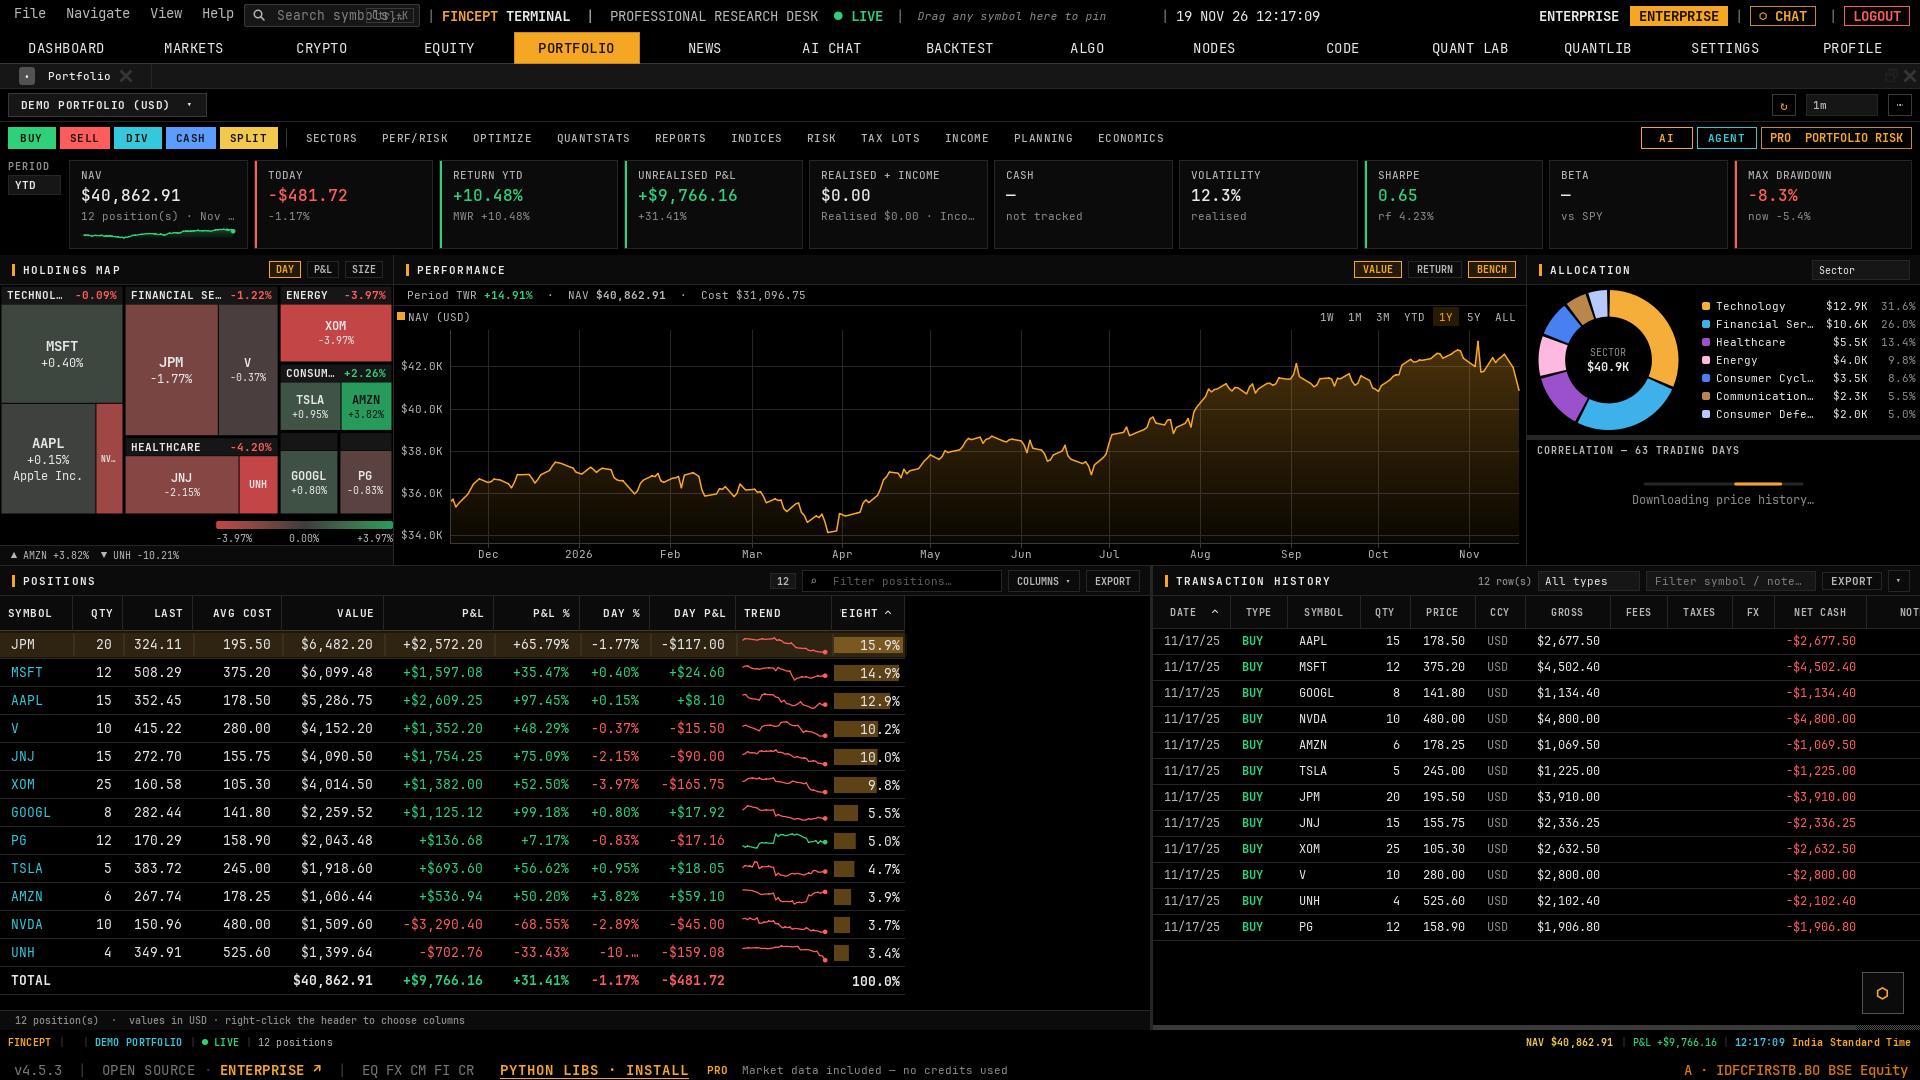 File Navigate View Help Search symb Ctrl+K | FINCEPT TERMINAL | PROFESSIONAL RESEARCH DESK ● LIVE | Drag any symbol here to pin | 19 NOV 26 12:17:09 ENTERPRISE ENTERPRISE | CHAT | LOGOUT
DASHBOARD MARKETS CRYPTO EQUITY PORTFOLIO NEWS AI CHAT BACKTEST ALGO NODES CODE QUANT LAB QUANTLIB SETTINGS PROFILE
Portfolio
DEMO PORTFOLIO (USD) 1m
BUY SELL DIV CASH SPLIT SECTORS PERF/RISK OPTIMIZE QUANTSTATS REPORTS INDICES RISK TAX LOTS INCOME PLANNING ECONOMICS AI AGENT PRO PORTFOLIO RISK
PERIOD NAV TODAY RETURN YTD UNREALISED P&L REALISED + INCOME CASH VOLATILITY SHARPE BETA MAX DRAWDOWN
YTD $40,862.91 -$481.72 +10.48% +$9,766.16 $0.00 — 12.3% 0.65 — -8.3%
12 position(s) · Nov … -1.17% MWR +10.48% +31.41% Realised $0.00 · Inco… not tracked realised rf 4.23% vs SPY now -5.4%
HOLDINGS MAP DAY P&L SIZE
TECHNOL… -0.09% FINANCIAL SE… -1.22% ENERGY -3.97%
MSFT
+0.40%
JPM
-1.77%
V
-0.37%
XOM
-3.97%
CONSUM… +2.26%
TSLA
+0.95%
AMZN
+3.82%
AAPL
+0.15%
Apple Inc.
NV…
HEALTHCARE -4.20%
JNJ
-2.15%
UNH
GOOGL
+0.80%
PG
-0.83%
-3.97% 0.00% +3.97%
▲ AMZN +3.82% ▼ UNH -10.21%
PERFORMANCE VALUE RETURN BENCH
Period TWR +14.91% · NAV $40,862.91 · Cost $31,096.75
NAV (USD) 1W 1M 3M YTD 1Y 5Y ALL
$42.0K
$40.0K
$38.0K
$36.0K
$34.0K
Dec 2026 Feb Mar Apr May Jun Jul Aug Sep Oct Nov
ALLOCATION Sector
SECTOR
$40.9K
Technology $12.9K 31.6%
Financial Ser… $10.6K 26.0%
Healthcare $5.5K 13.4%
Energy $4.0K 9.8%
Consumer Cycl… $3.5K 8.6%
Communication… $2.3K 5.5%
Consumer Defe… $2.0K 5.0%
CORRELATION — 63 TRADING DAYS
Downloading price history…
POSITIONS 12 Filter positions… COLUMNS EXPORT
SYMBOL QTY LAST AVG COST VALUE P&L P&L % DAY % DAY P&L TREND EIGHT
JPM 20 324.11 195.50 $6,482.20 +$2,572.20 +65.79% -1.77% -$117.00 15.9%
MSFT 12 508.29 375.20 $6,099.48 +$1,597.08 +35.47% +0.40% +$24.60 14.9%
AAPL 15 352.45 178.50 $5,286.75 +$2,609.25 +97.45% +0.15% +$8.10 12.9%
V 10 415.22 280.00 $4,152.20 +$1,352.20 +48.29% -0.37% -$15.50 10.2%
JNJ 15 272.70 155.75 $4,090.50 +$1,754.25 +75.09% -2.15% -$90.00 10.0%
XOM 25 160.58 105.30 $4,014.50 +$1,382.00 +52.50% -3.97% -$165.75 9.8%
GOOGL 8 282.44 141.80 $2,259.52 +$1,125.12 +99.18% +0.80% +$17.92 5.5%
PG 12 170.29 158.90 $2,043.48 +$136.68 +7.17% -0.83% -$17.16 5.0%
TSLA 5 383.72 245.00 $1,918.60 +$693.60 +56.62% +0.95% +$18.05 4.7%
AMZN 6 267.74 178.25 $1,606.44 +$536.94 +50.20% +3.82% +$59.10 3.9%
NVDA 10 150.96 480.00 $1,509.60 -$3,290.40 -68.55% -2.89% -$45.00 3.7%
UNH 4 349.91 525.60 $1,399.64 -$702.76 -33.43% -10.… -$159.08 3.4%
TOTAL $40,862.91 +$9,766.16 +31.41% -1.17% -$481.72 100.0%
12 position(s) · values in USD · right-click the header to choose columns
TRANSACTION HISTORY 12 row(s) All types Filter symbol / note… EXPORT
DATE TYPE SYMBOL QTY PRICE CCY GROSS FEES TAXES FX NET CASH NOT
11/17/25 BUY AAPL 15 178.50 USD $2,677.50 -$2,677.50
11/17/25 BUY MSFT 12 375.20 USD $4,502.40 -$4,502.40
11/17/25 BUY GOOGL 8 141.80 USD $1,134.40 -$1,134.40
11/17/25 BUY NVDA 10 480.00 USD $4,800.00 -$4,800.00
11/17/25 BUY AMZN 6 178.25 USD $1,069.50 -$1,069.50
11/17/25 BUY TSLA 5 245.00 USD $1,225.00 -$1,225.00
11/17/25 BUY JPM 20 195.50 USD $3,910.00 -$3,910.00
11/17/25 BUY JNJ 15 155.75 USD $2,336.25 -$2,336.25
11/17/25 BUY XOM 25 105.30 USD $2,632.50 -$2,632.50
11/17/25 BUY V 10 280.00 USD $2,800.00 -$2,800.00
11/17/25 BUY UNH 4 525.60 USD $2,102.40 -$2,102.40
11/17/25 BUY PG 12 158.90 USD $1,906.80 -$1,906.80
FINCEPT | | DEMO PORTFOLIO | ● LIVE | 12 positions NAV $40,862.91 | P&L +$9,766.16 | 12:17:09 India Standard Time
v4.5.3 | OPEN SOURCE · ENTERPRISE ↗ | EQ FX CM FI CR PYTHON LIBS · INSTALL PRO Market data included — no credits used A · IDFCFIRSTB.BO BSE Equity